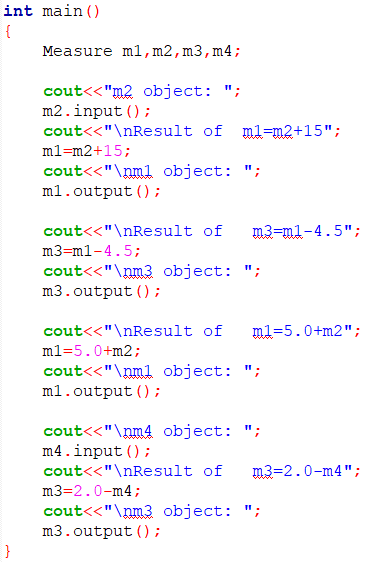 int main()
{
    Measure m1,m2,m3,m4;

    cout<<"m2 object: ";
    m2.input();
    cout<<"\nResult of  m1=m2+15";
    m1=m2+15;
    cout<<"\nm1 object: ";
    m1.output();

    cout<<"\nResult of   m3=m1-4.5";
    m3=m1-4.5;
    cout<<"\nm3 object: ";
    m3.output();

    cout<<"\nResult of   m1=5.0+m2";
    m1=5.0+m2;
    cout<<"\nm1 object: ";
    m1.output();

    cout<<"\nm4 object: ";
    m4.input();
    cout<<"\nResult of   m3=2.0-m4";
    m3=2.0-m4;
    cout<<"\nm3 object: ";
    m3.output();
}